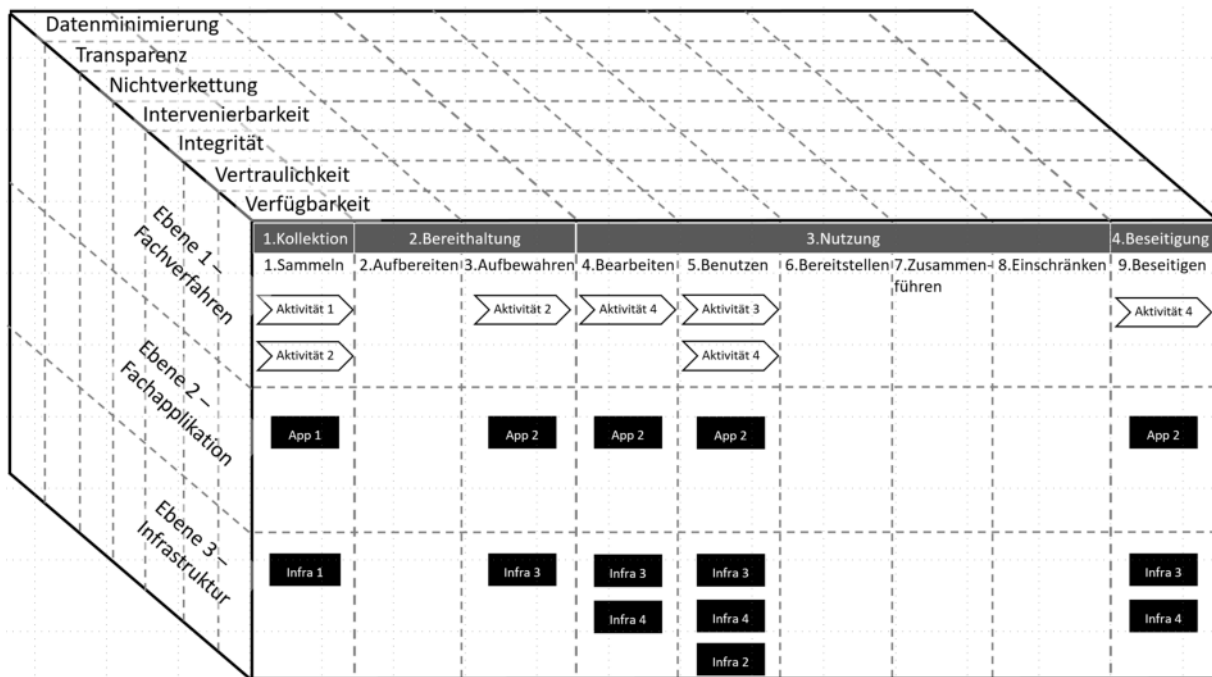 Datenminimierung
Transparenz
Nichtverkettung
Intervenierbarkeit
Integrität
Vertraulichkeit
Verfügbarkeit
Ebene 1 –
Fachverfahren
Ebene 2 –
Fachapplikation
Ebene 3 –
Infrastruktur
1.Kollektion 2.Bereithaltung 3.Nutzung 4.Beseitigung
1.Sammeln 2.Aufbereiten 3.Aufbewahren 4.Bearbeiten 5.Benutzen 6.Bereitstellen 7.Zusammen- 8.Einschränken 9.Beseitigen
führen
Aktivität 1 Aktivität 2 Aktivität 4 Aktivität 3 Aktivität 4
Aktivität 2 Aktivität 4
App 1 App 2 App 2 App 2 App 2
Infra 1 Infra 3 Infra 3 Infra 3 Infra 3
Infra 4 Infra 4 Infra 4
Infra 2